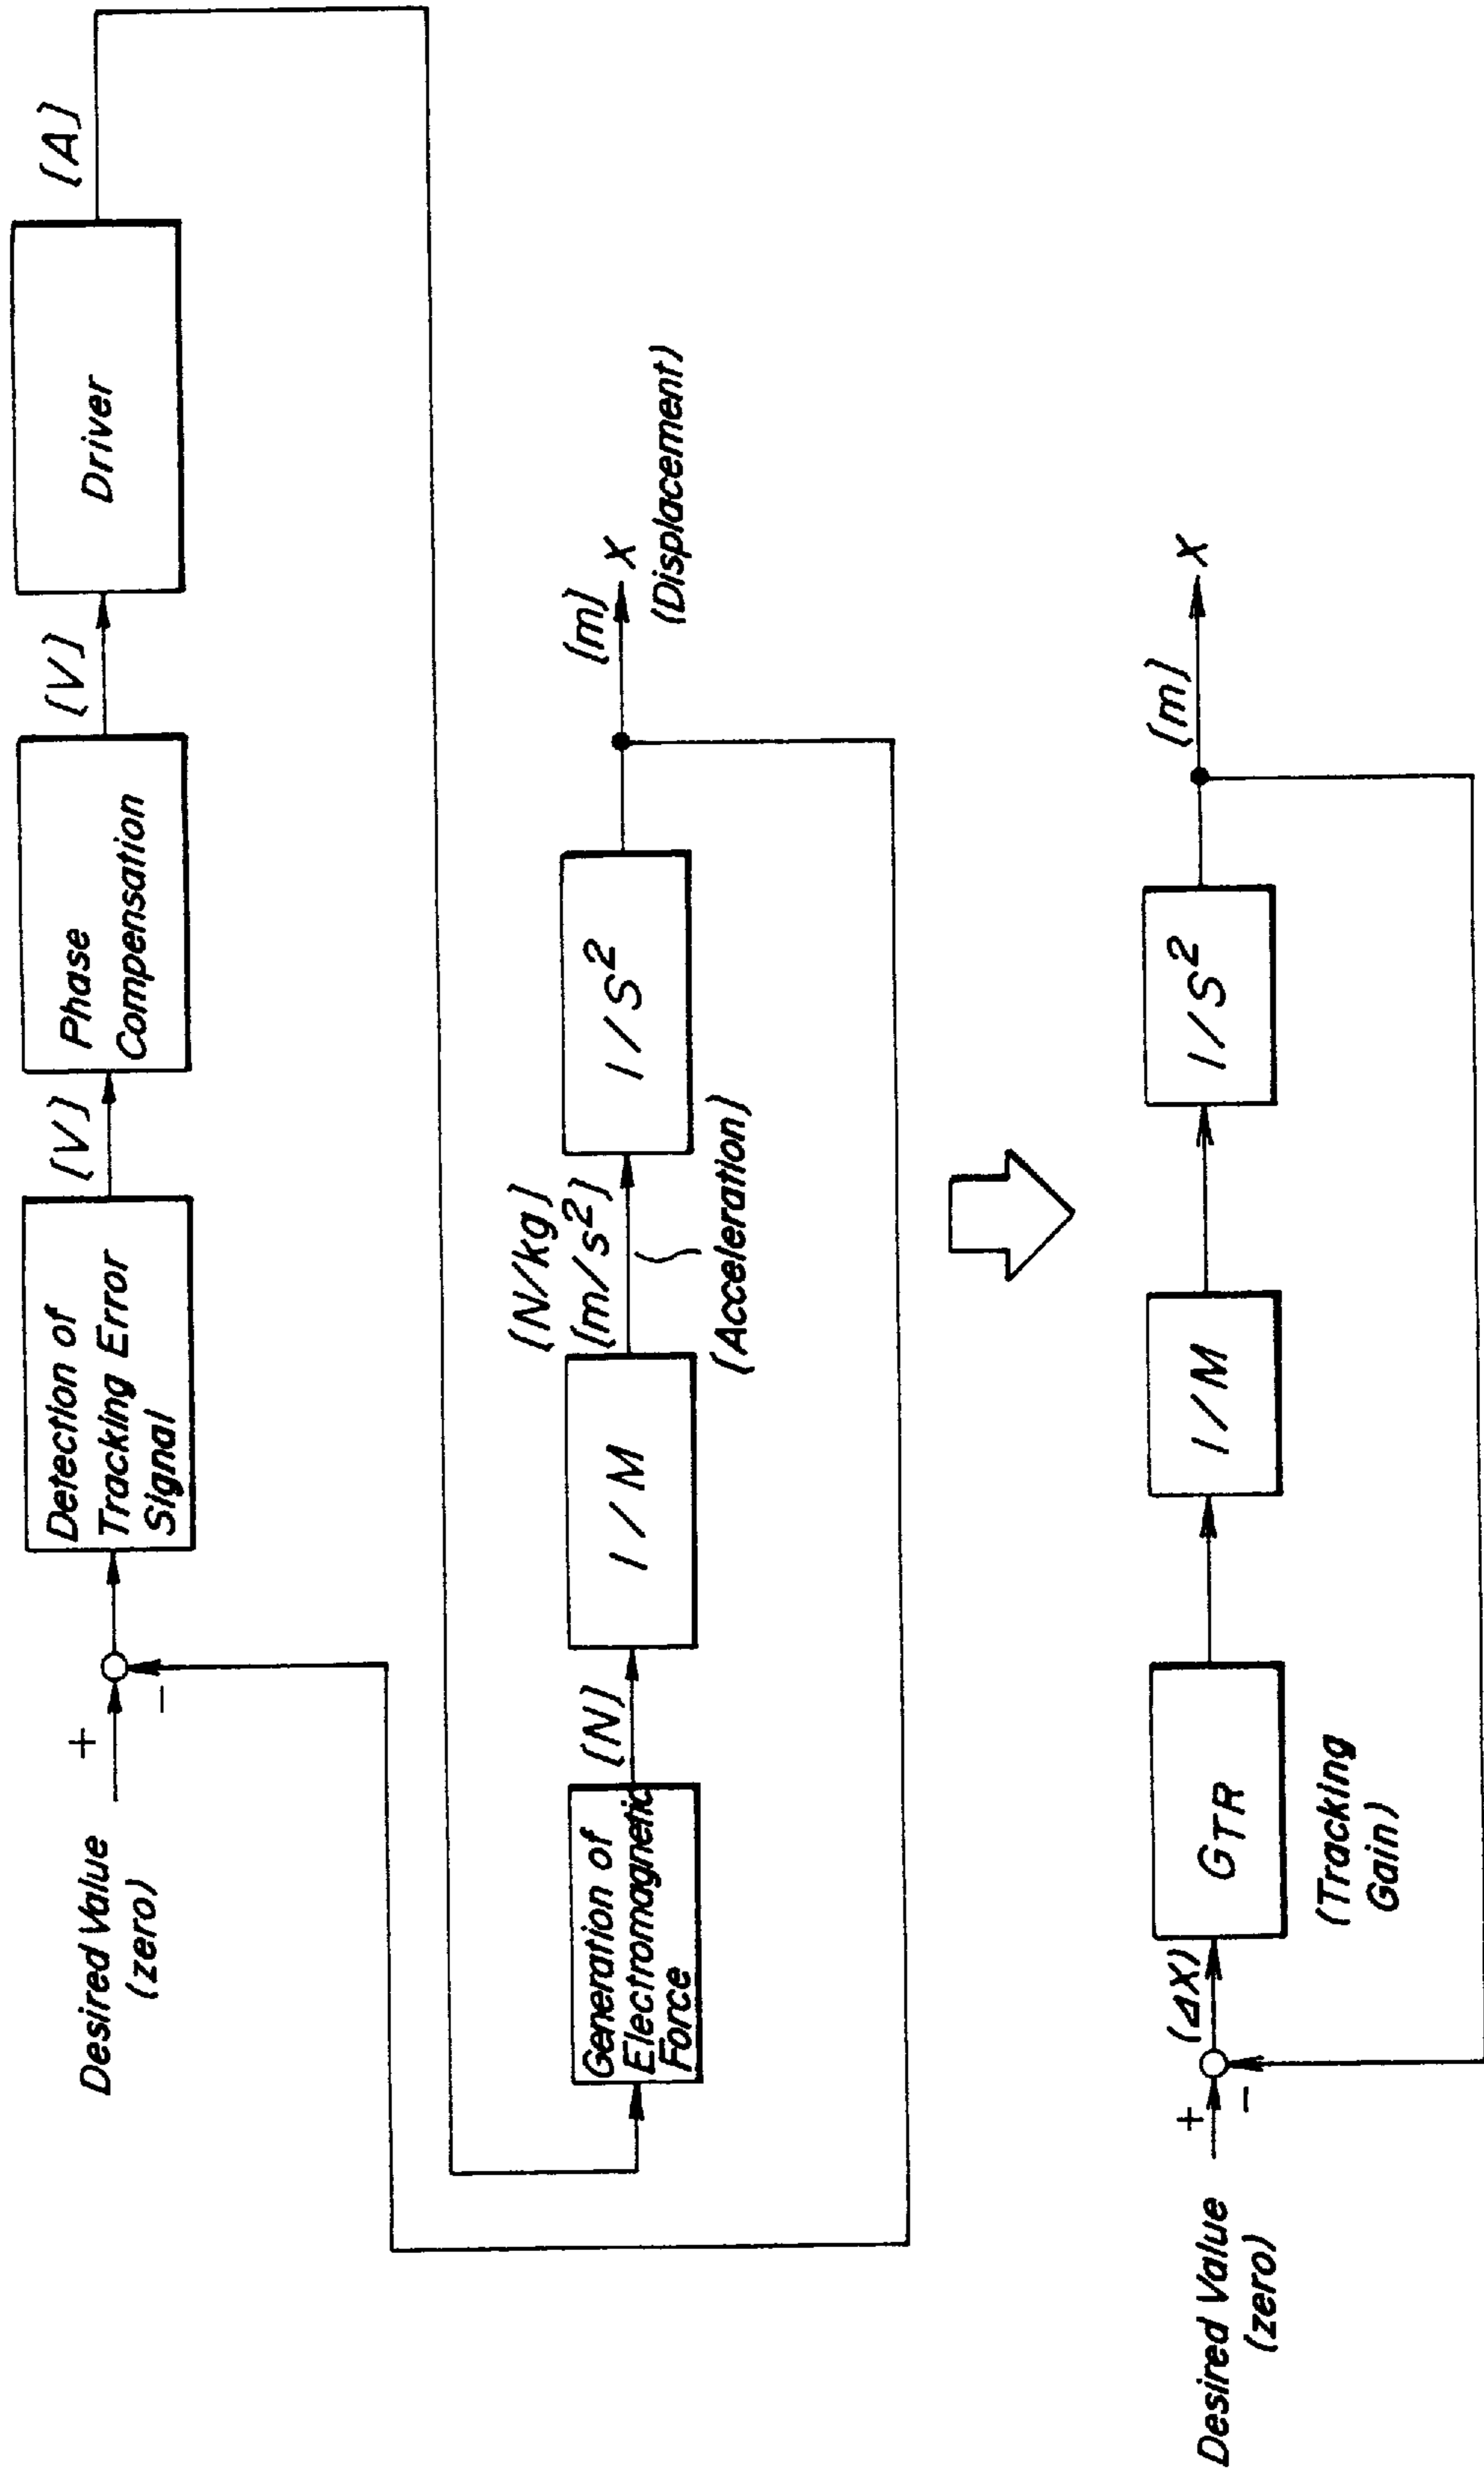 Desired Value
(zero)
+
-
Detection of
Tracking Error
Signal
[V]
Phase
Compensation
[V]
Driver
[A]
Generation of
Electromagnetic
Force
[N]
1/M
[N/kg]
[m/s²]
(Acceleration)
1/S²
[m]
X
(Displacement)
Desired Value
(zero)
+
-
(ΔX)
GTR
(Tracking
Gain)
1/M
1/S²
[m]
X